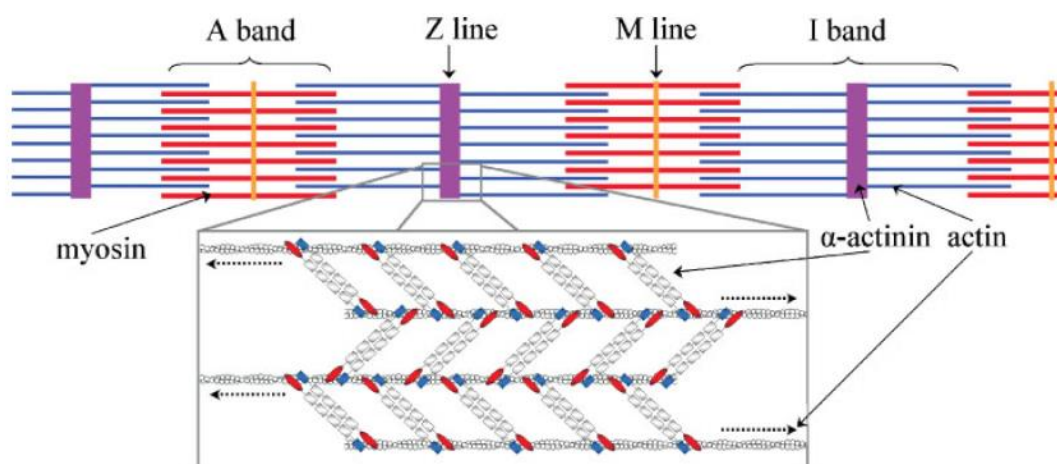 A band
Z line
M line
I band
myosin
α-actinin
actin